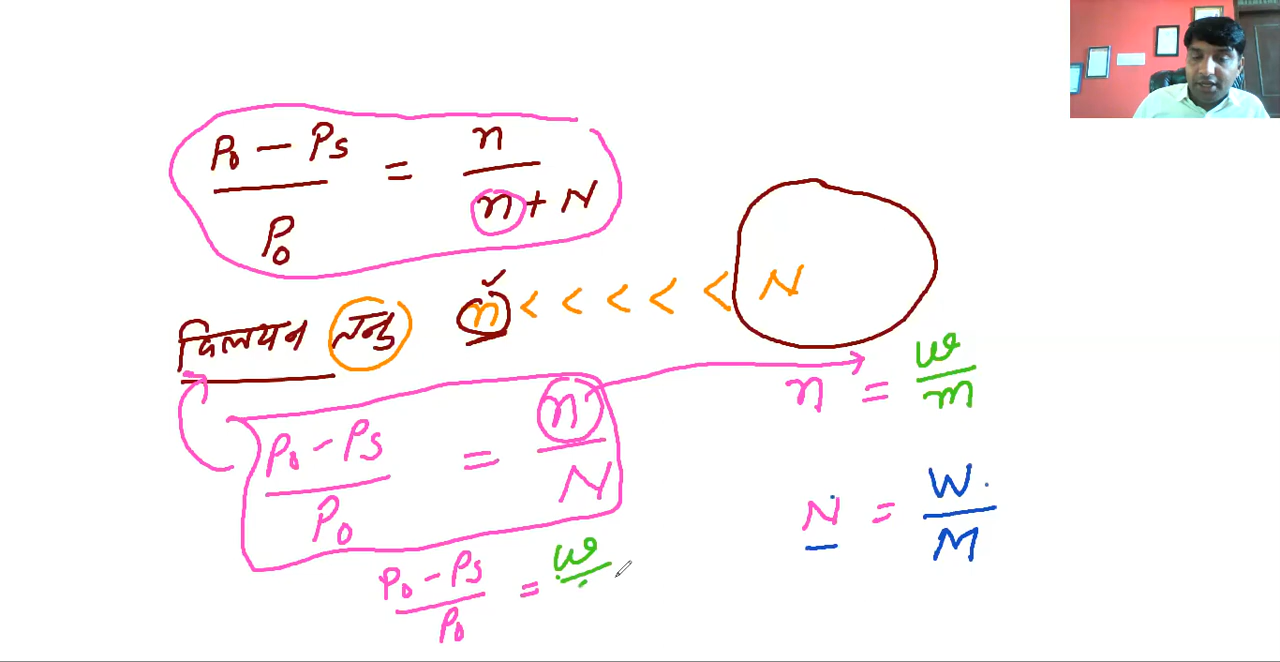 P₀ - Ps / P₀ = n / n + N
विलयन तनु n < < < < < N
P₀ - Ps / P₀ = n / N
n = w / m
N = W / M
P₀ - Ps / P₀ = w /